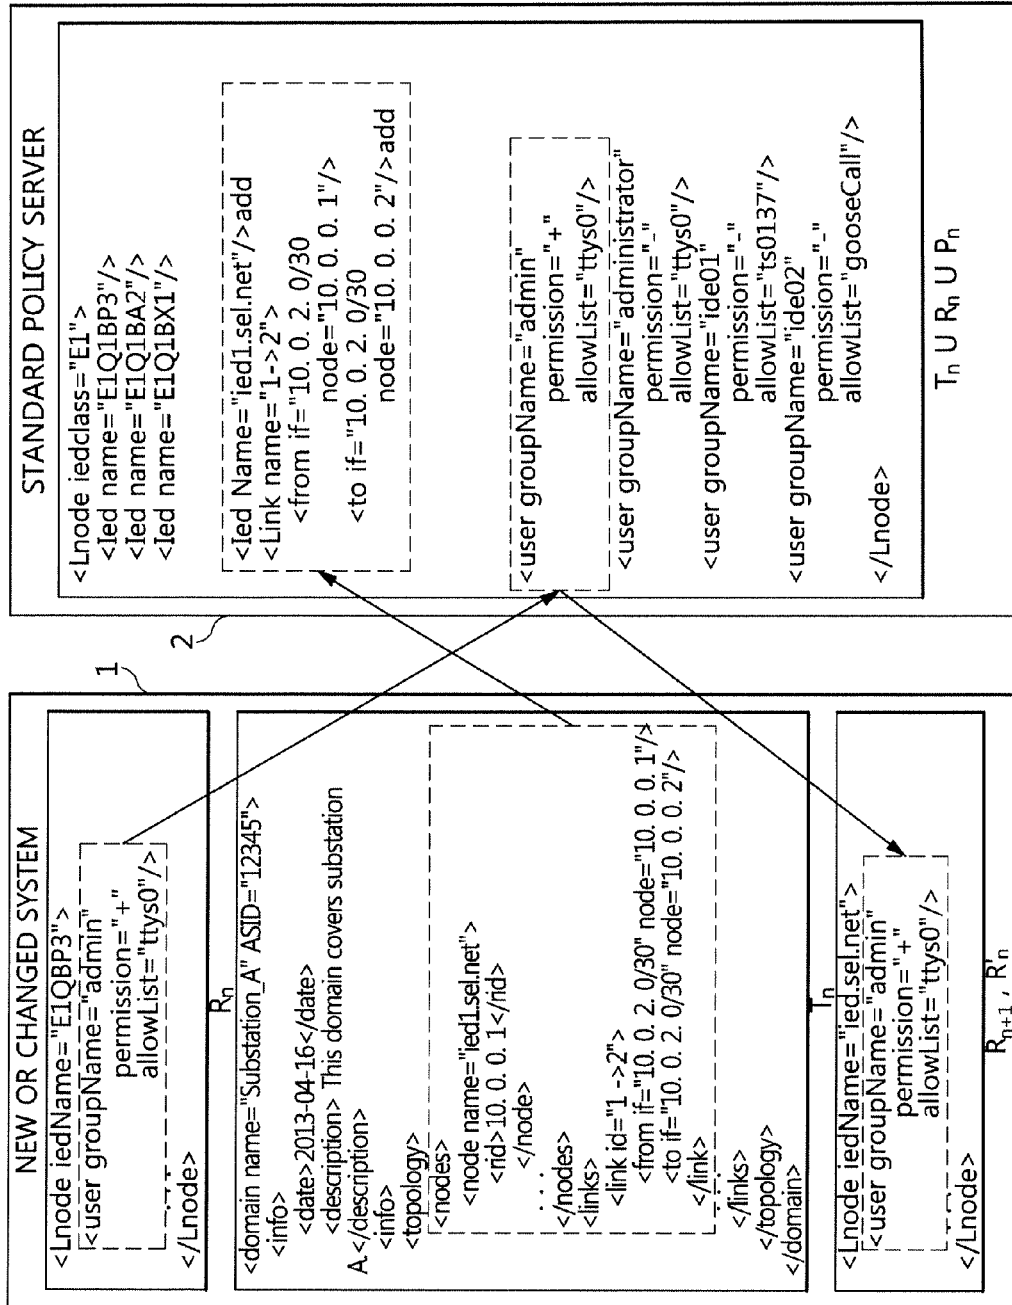 NEW OR CHANGED SYSTEM
<Lnode iedName="E1QBP3">
<user groupName="admin"
permission="+"
allowList="ttys0"/>
. . .
</Lnode>
Rn
<domain name="Substation_A" ASID="12345">
<info>
<date>2013-04-16</date>
<description> This domain covers substation
A.</description>
<info>
<topology>
<nodes>
<node name="ied1.sel.net">
<rid>10. 0. 0. 1</rid>
</node>
. . .
</nodes>
<links>
<link id="1 ->2">
<from if="10. 0. 2. 0/30" node="10. 0. 0. 1"/>
<to if="10. 0. 2. 0/30" node="10. 0. 0. 2"/>
</link>
. . .
</links>
</topology>
</domain>
Tn
<Lnode iedName="ied.sel.net">
<user groupName="admin"
permission="+"
allowList="ttys0"/>
. . .
</Lnode>
Rn+1 , R'n
1
2
STANDARD POLICY SERVER
<Lnode iedclass="E1">
<Ied name="E1Q1BP3"/>
<Ied name="E1Q1BA2"/>
<Ied name="E1Q1BX1"/>
<Ied Name="ied1.sel.net"/>add
<Link name="1->2">
<from if="10. 0. 2. 0/30
node="10. 0. 0. 1"/>
<to if="10. 0. 2. 0/30
node="10. 0. 0. 2"/>add
<user groupName="admin"
permission="+"
allowList="ttys0"/>
<user groupName="administrator"
permission="-"
allowList="ttys0"/>
<user groupName="ide01"
permission="-"
allowList="ts0137"/>
<user groupName="ide02"
permission="-"
allowList="gooseCall"/>
</Lnode>
Tn U Rn U Pn